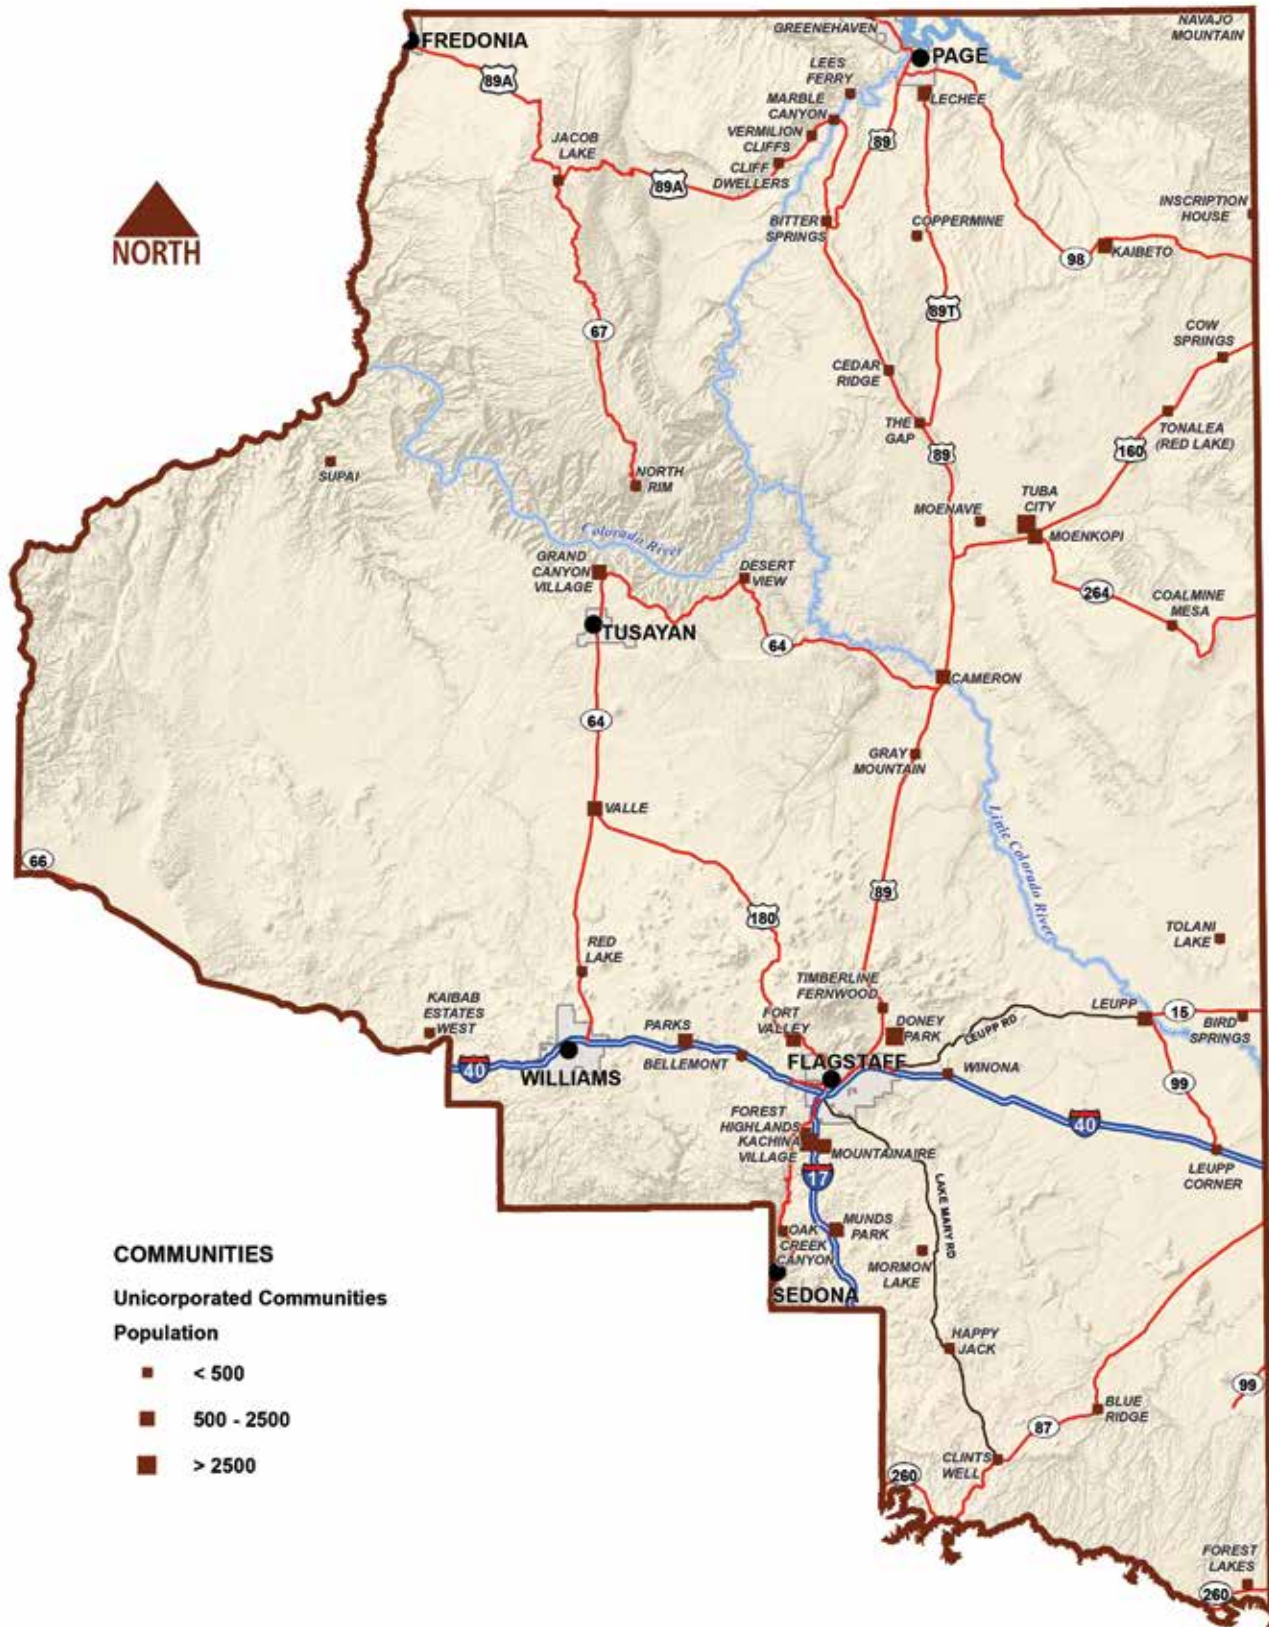 GREENEHAVEN
NAVAJO
MOUNTAIN
FREDONIA
PAGE
LEES
FERRY
89A
LECHEE
MARBLE
CANYON
VERMILION
CLIFFS
89
JACOB
LAKE
CLIFF
DWELLERS
89A
INSCRIPTION
HOUSE
NORTH
BITTER
SPRINGS
COPPERMINE
KAIBETO
98
89T
67
COW
SPRINGS
CEDAR
RIDGE
THE
GAP
TONALEA
(RED LAKE)
89
160
SUPAI
NORTH
RIM
TUBA
CITY
MOENAVE
MOENKOPI
Colorado River
GRAND
CANYON
VILLAGE
DESERT
VIEW
264
COALMINE
MESA
TUSAYAN
64
CAMERON
64
GRAY
MOUNTAIN
VALLE
Little Colorado River
66
89
180
TOLANI
LAKE
RED
LAKE
TIMBERLINE
FERNWOOD
KAIBAB
ESTATES
WEST
LEUPP
15
BIRD
SPRINGS
PARKS
FORT
VALLEY
DONEY
PARK
LEUPP RD
BELLEMONT
FLAGSTAFF
40
WILLIAMS
WINONA
99
FOREST
HIGHLANDS
KACHINA
VILLAGE
MOUNTAINAIRE
40
17
LEUPP
CORNER
LAKE MARY RD
OAK
CREEK
CANYON
MUNDS
PARK
MORMON
LAKE
SEDONA
COMMUNITIES
Unicorporated Communities
Population
< 500
500 - 2500
> 2500
HAPPY
JACK
99
BLUE
RIDGE
87
CLINTS
WELL
260
FOREST
LAKES
260